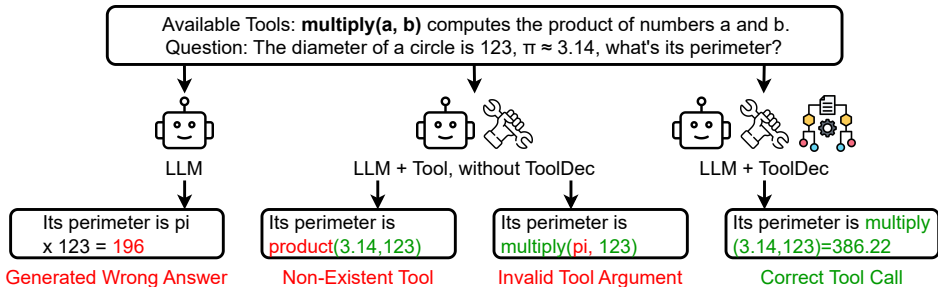 Available Tools: multiply(a, b) computes the product of numbers a and b.
Question: The diameter of a circle is 123, π ≈ 3.14, what's its perimeter?
LLM
LLM + Tool, without ToolDec
LLM + ToolDec
Its perimeter is pi
x 123 = 196
Generated Wrong Answer
Its perimeter is
product(3.14,123)
Non-Existent Tool
Its perimeter is
multiply(pi, 123)
Invalid Tool Argument
Its perimeter is multiply
(3.14,123)=386.22
Correct Tool Call